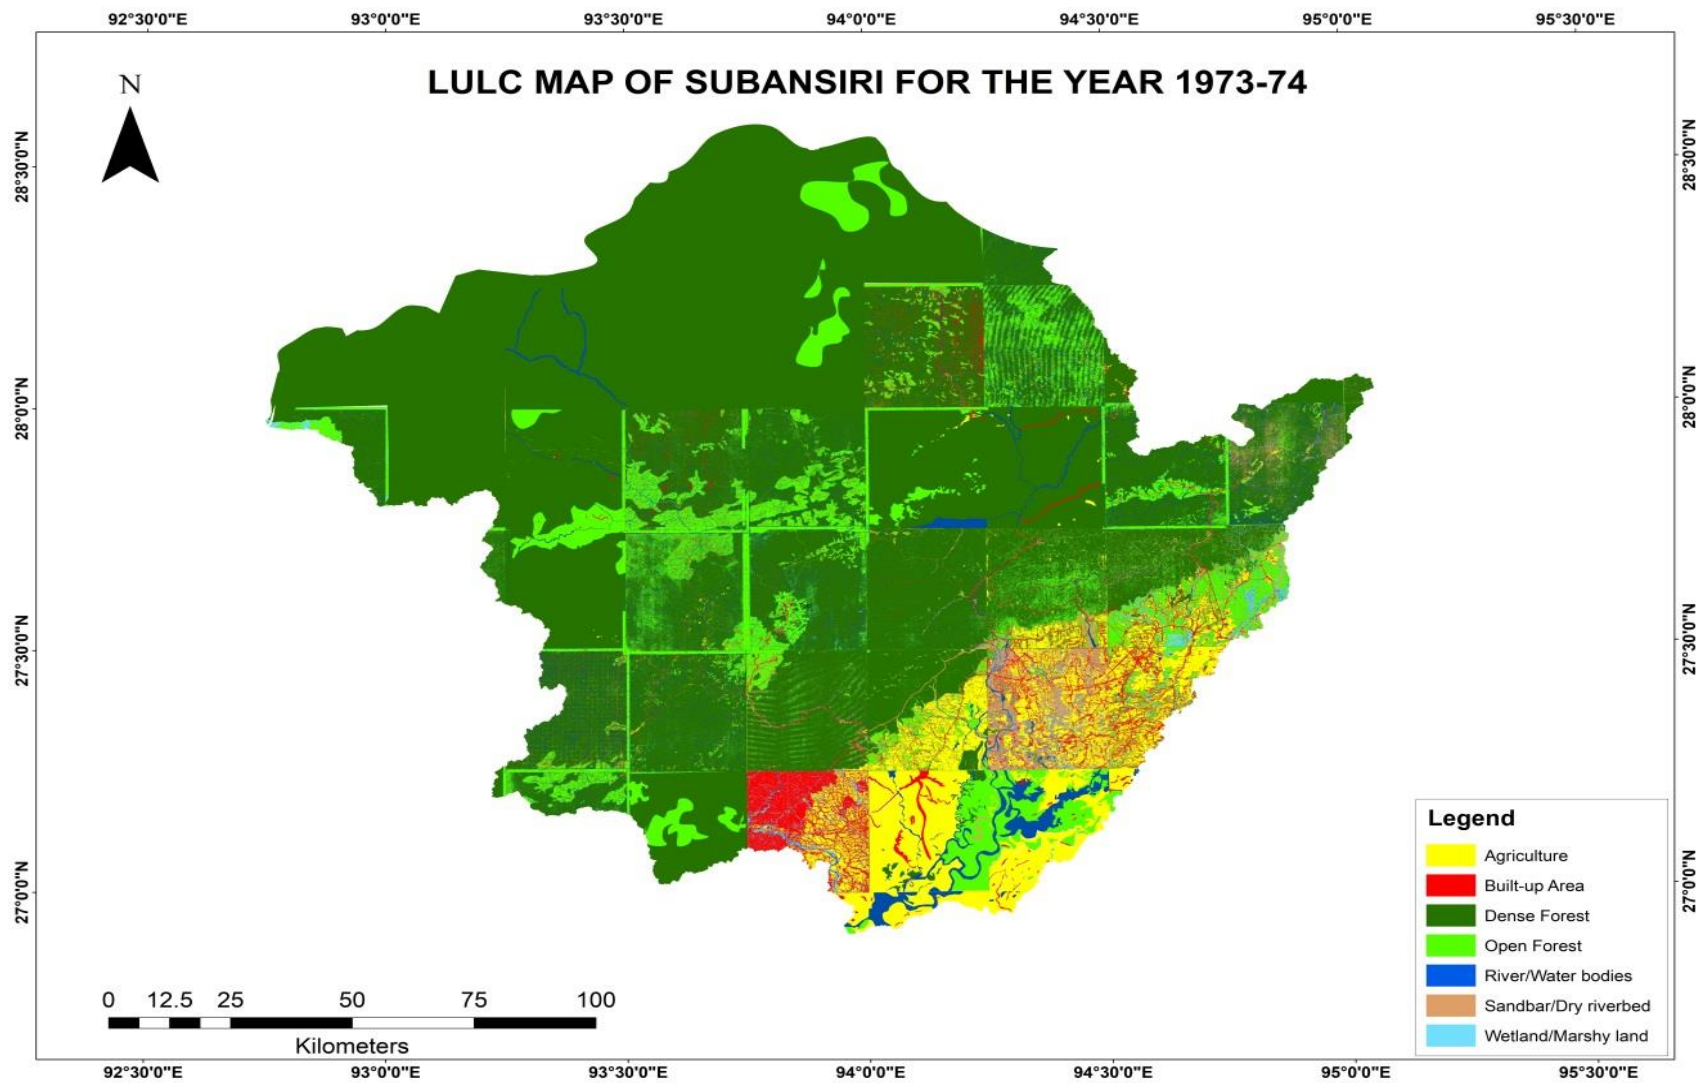 92°30'0"E 93°0'0"E 93°30'0"E 94°0'0"E 94°30'0"E 95°0'0"E 95°30'0"E
LULC MAP OF SUBANSIRI FOR THE YEAR 1973-74
N
28°30'0"N 28°30'0"N
28°0'0"N 28°0'0"N
27°30'0"N 27°30'0"N
27°0'0"N 27°0'0"N
Legend
Agriculture
Built-up Area
Dense Forest
Open Forest
River/Water bodies
Sandbar/Dry riverbed
Wetland/Marshy land
0 12.5 25 50 75 100
Kilometers
92°30'0"E 93°0'0"E 93°30'0"E 94°0'0"E 94°30'0"E 95°0'0"E 95°30'0"E